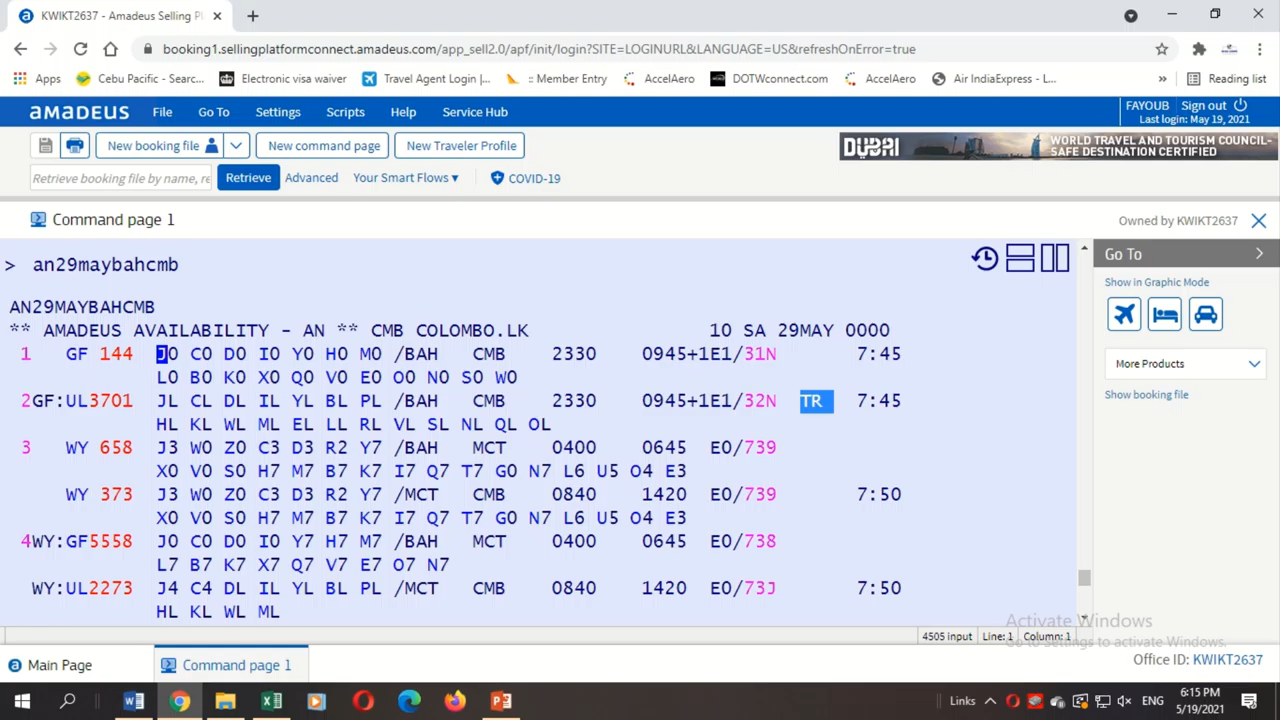 KWIKT2637 - Amadeus Selling Pl
booking1.sellingplatformconnect.amadeus.com/app_sell2.0/apf/init/login?SITE=LOGINURL&LANGUAGE=US&refreshOnError=true
Apps Cebu Pacific - Searc... Electronic visa waiver Travel Agent Login |... :: Member Entry AccelAero DOTWconnect.com AccelAero Air IndiaExpress - L... » Reading list
amadeus File Go To Settings Scripts Help Service Hub FAYOUB Sign out
Last login: May 19, 2021
New booking file New command page New Traveler Profile DUBAI WORLD TRAVEL AND TOURISM COUNCIL-
SAFE DESTINATION CERTIFIED
Retrieve booking file by name, re Retrieve Advanced Your Smart Flows COVID-19
Command page 1 Owned by KWIKT2637
> an29maybahcmb
Go To
Show in Graphic Mode
More Products
Show booking file
AN29MAYBAHCMB
** AMADEUS AVAILABILITY - AN ** CMB COLOMBO.LK 10 SA 29MAY 0000
1 GF 144 J0 C0 D0 I0 Y0 H0 M0 /BAH CMB 2330 0945+1E1/31N 7:45
L0 B0 K0 X0 Q0 V0 E0 O0 N0 S0 W0
2GF:UL3701 JL CL DL IL YL BL PL /BAH CMB 2330 0945+1E1/32N TR 7:45
HL KL WL ML EL LL RL VL SL NL QL OL
3 WY 658 J3 W0 Z0 C3 D3 R2 Y7 /BAH MCT 0400 0645 E0/739
X0 V0 S0 H7 M7 B7 K7 I7 Q7 T7 G0 N7 L6 U5 O4 E3
WY 373 J3 W0 Z0 C3 D3 R2 Y7 /MCT CMB 0840 1420 E0/739 7:50
X0 V0 S0 H7 M7 B7 K7 I7 Q7 T7 G0 N7 L6 U5 O4 E3
4WY:GF5558 J0 C0 D0 I0 Y7 H7 M7 /BAH MCT 0400 0645 E0/738
L7 B7 K7 X7 Q7 V7 E7 O7 N7
WY:UL2273 J4 C4 DL IL YL BL PL /MCT CMB 0840 1420 E0/73J 7:50
HL KL WL ML
Activate Windows
Go to Settings to activate Windows.
4505 input Line: 1 Column: 1
Main Page Command page 1 Office ID: KWIKT2637
Links ENG 6:15 PM
5/19/2021